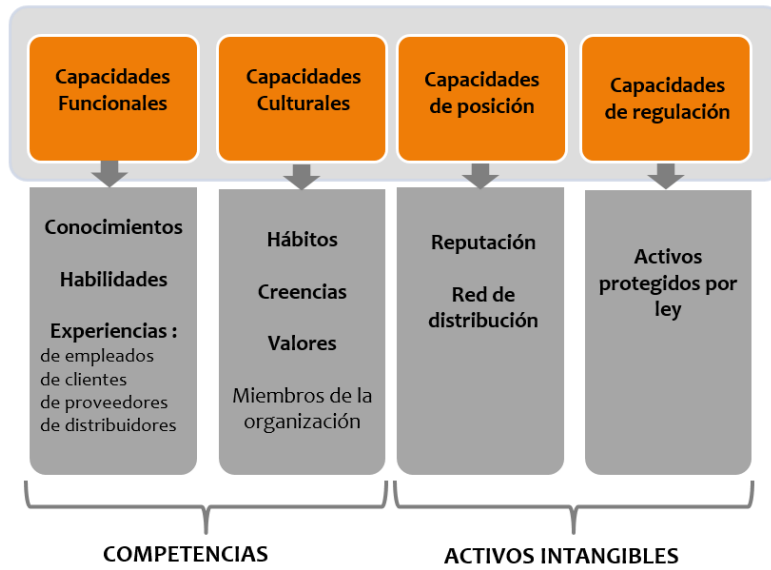 Capacidades
Funcionales
Capacidades
Culturales
Capacidades
de posición
Capacidades
de regulación
Conocimientos
Habilidades
Experiencias :
de empleados
de clientes
de proveedores
de distribuidores
Hábitos
Creencias
Valores
Miembros de la
organización
Reputación
Red de
distribución
Activos
protegidos por
ley
COMPETENCIAS
ACTIVOS INTANGIBLES